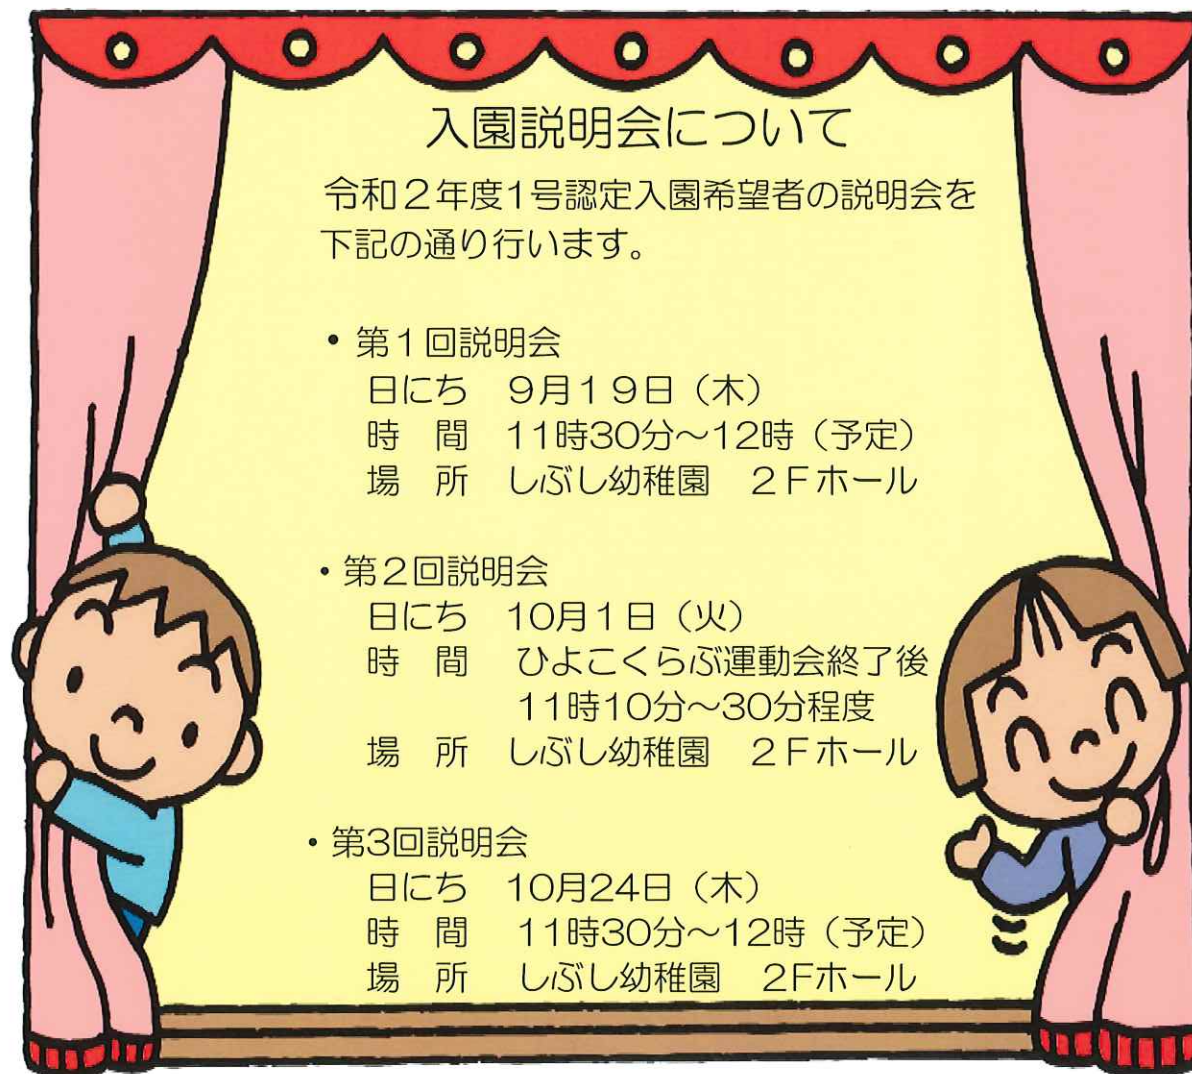 入園説明会について
令和２年度1号認定入園希望者の説明会を
下記の通り行います。
・第１回説明会
日にち　９月１９日（木）
時　間　11時30分～12時（予定）
場　所　しぶし幼稚園　２Ｆホール
・第２回説明会
日にち　10月１日（火）
時　間　ひよこくらぶ運動会終了後
11時10分～30分程度
場　所　しぶし幼稚園　２Ｆホール
・第3回説明会
日にち　10月24日（木）
時　間　11時30分～12時（予定）
場　所　しぶし幼稚園　2Fホール